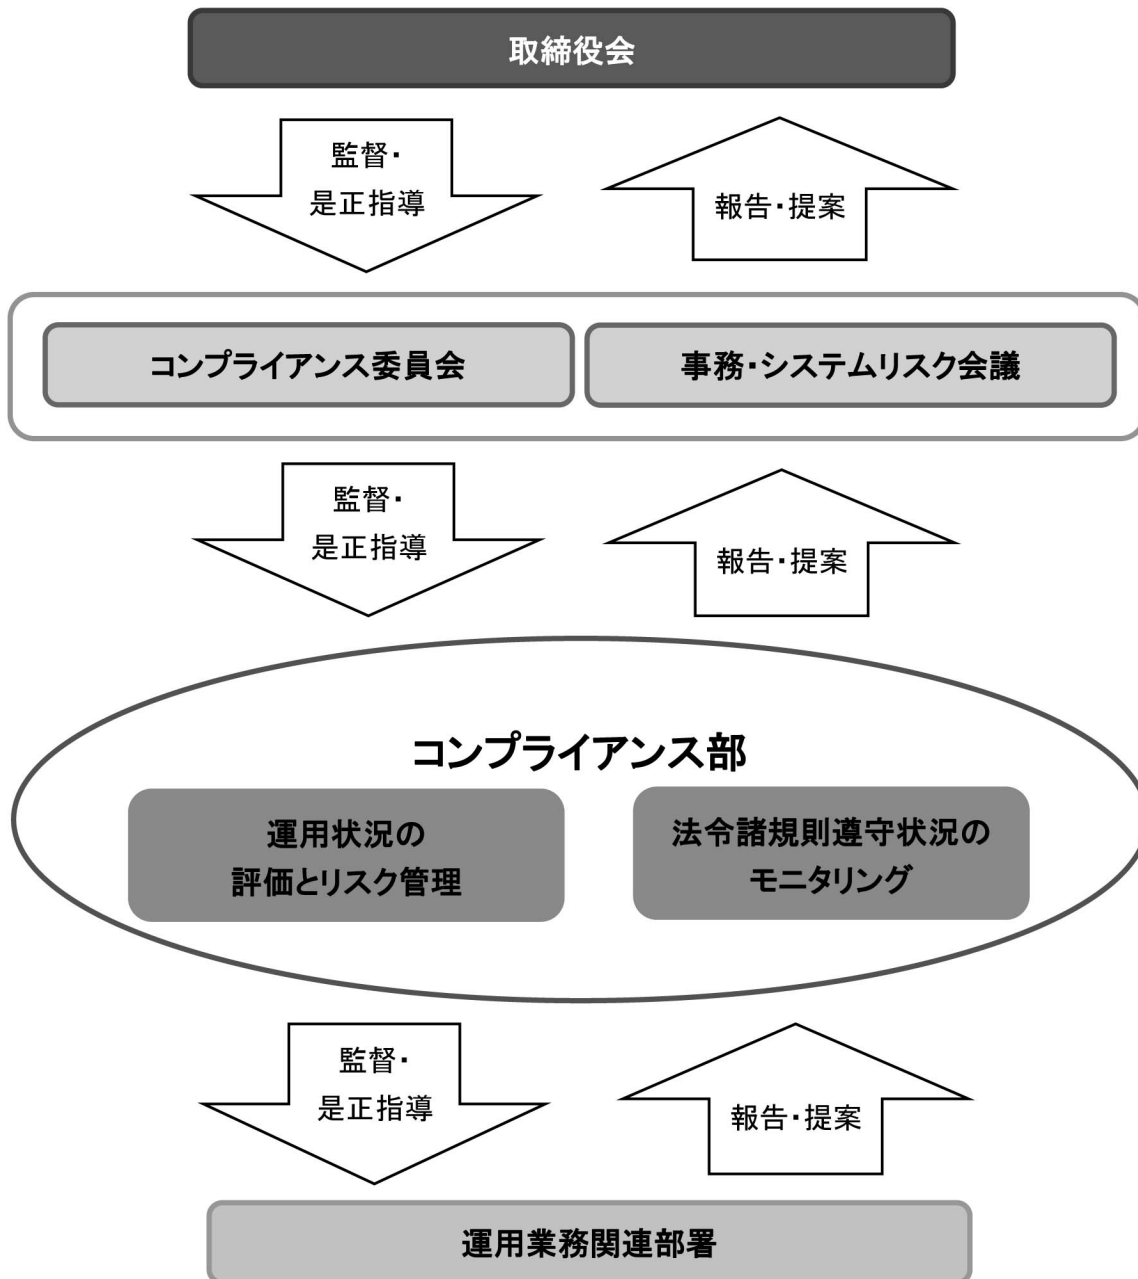 取締役会
監督・
是正指導
報告・提案
コンプライアンス委員会
事務・システムリスク会議
監督・
是正指導
報告・提案
コンプライアンス部
運用状況の
評価とリスク管理
法令諸規則遵守状況の
モニタリング
監督・
是正指導
報告・提案
運用業務関連部署